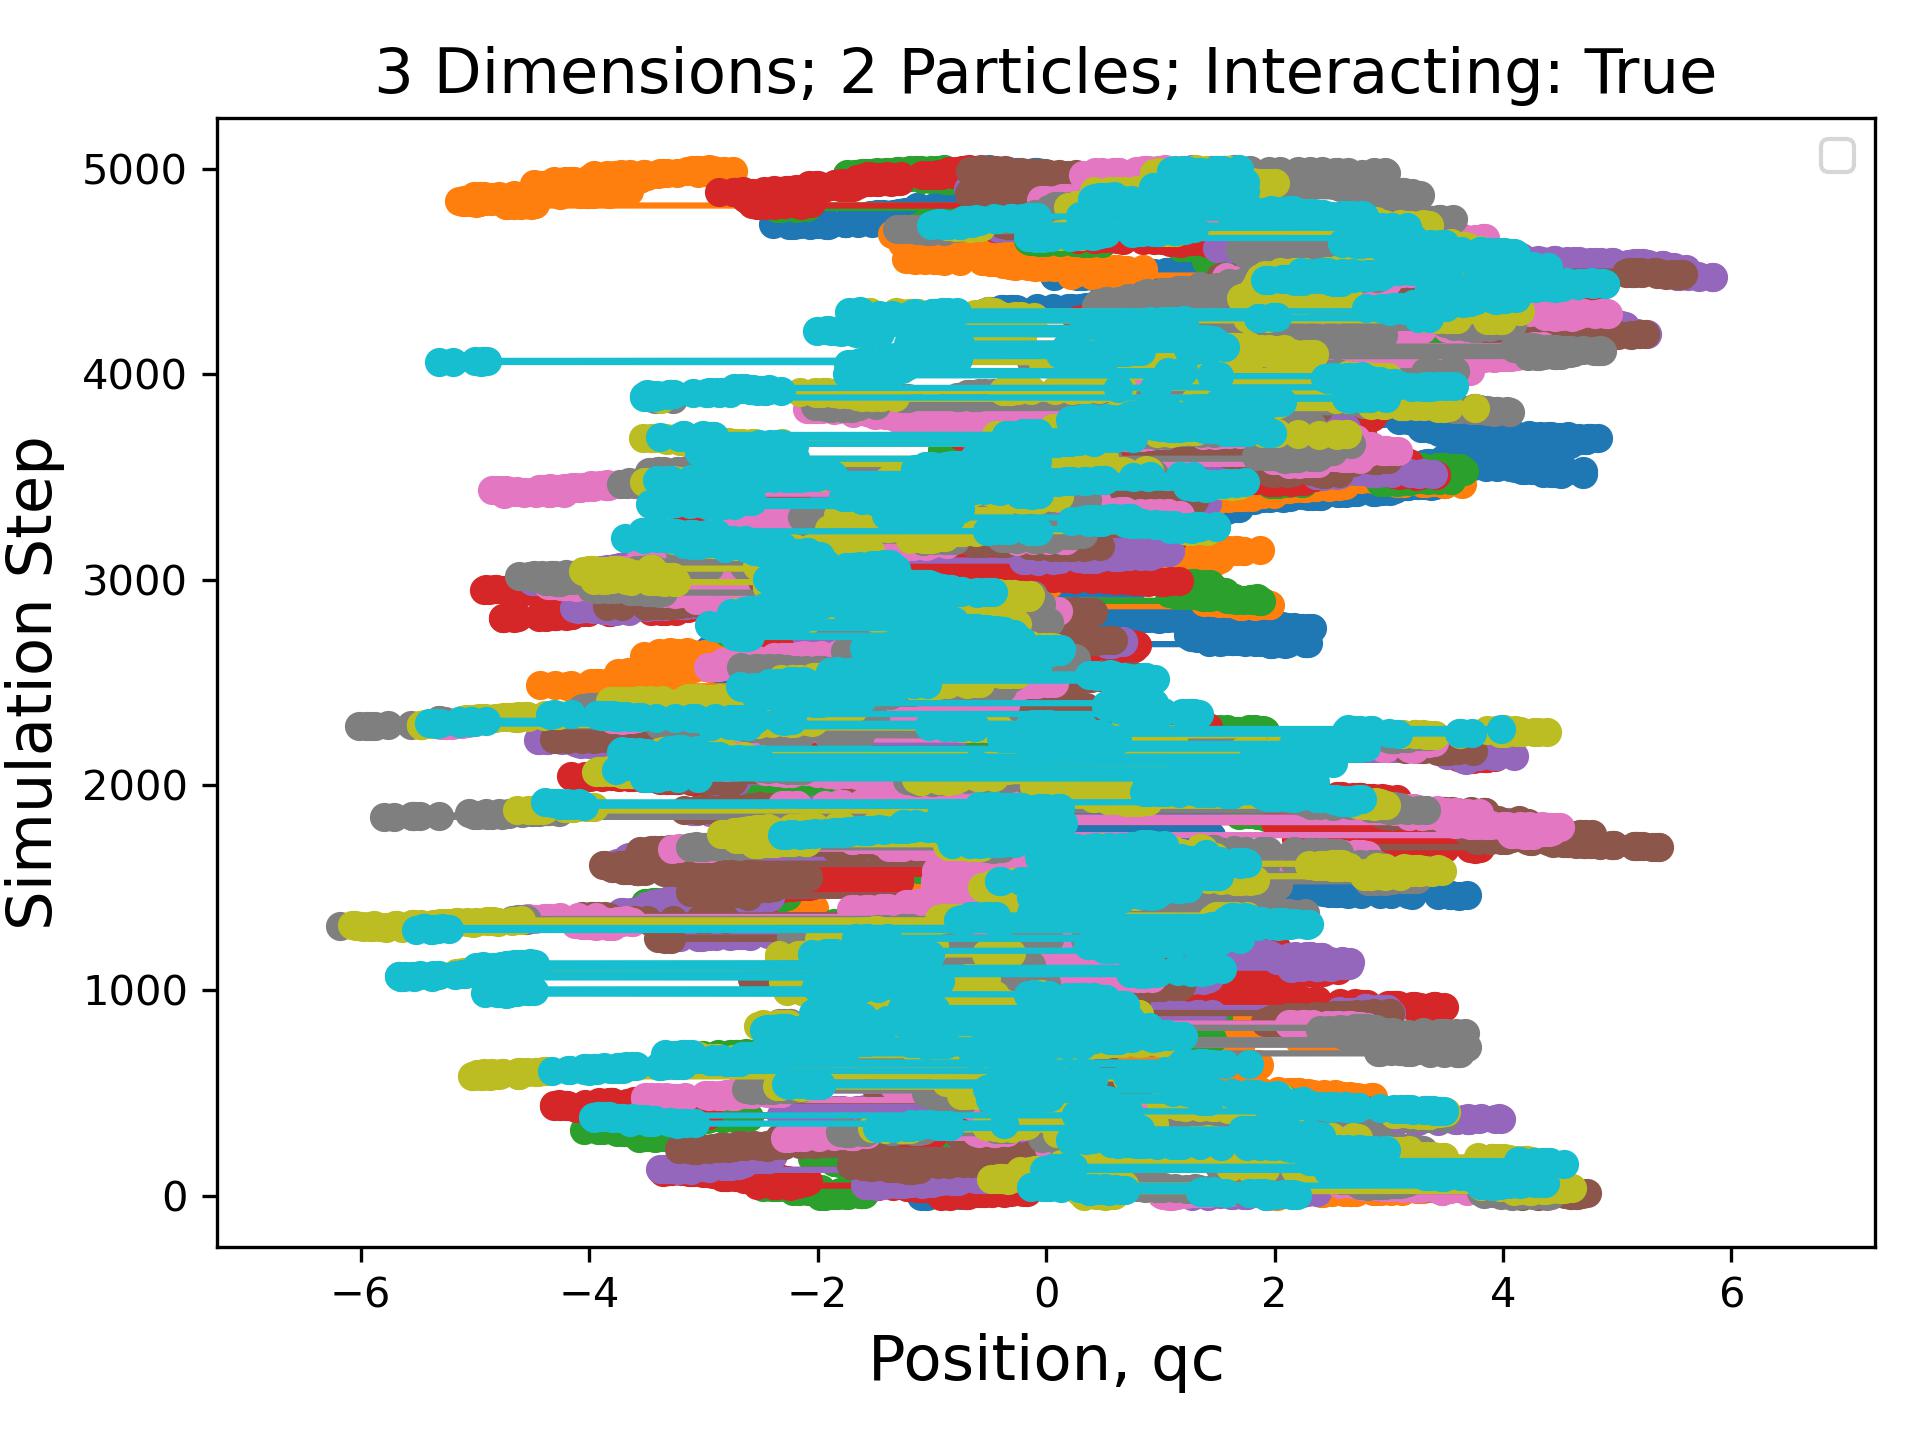 3 Dimensions; 2 Particles; Interacting: True
Simulation Step
5000
4000
3000
2000
1000
0
−6 −4 −2 0 2 4 6
Position, qc